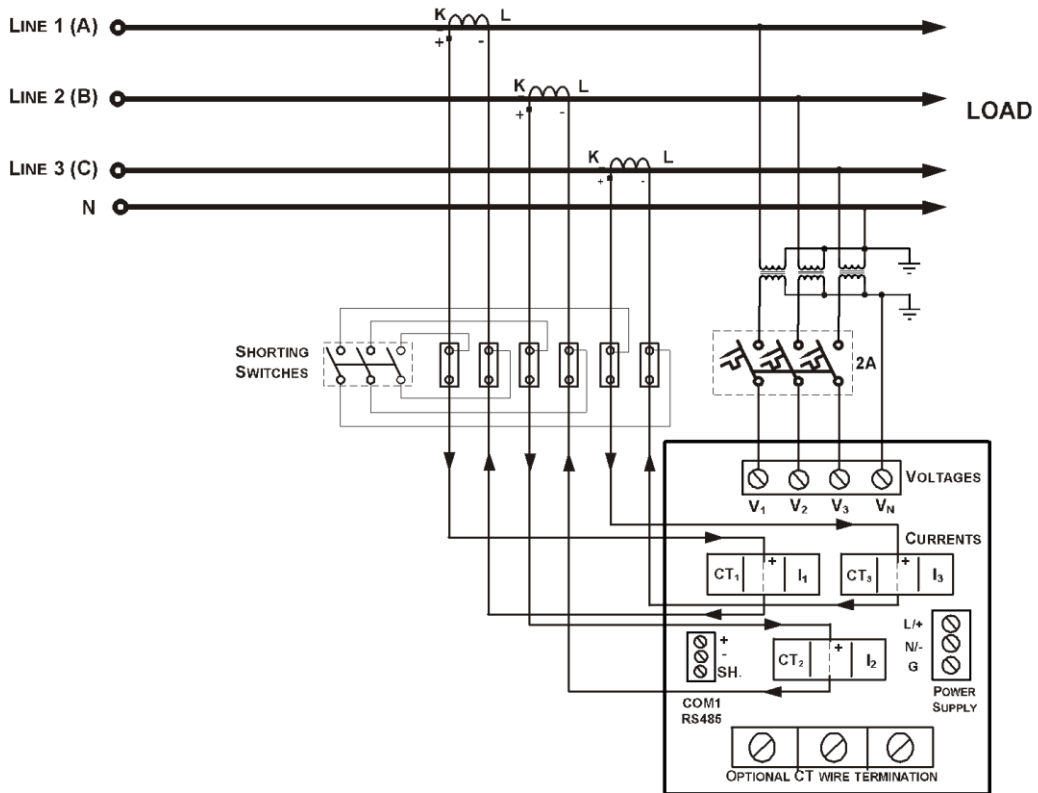 LINE 1 (A)
K L
+ -
LINE 2 (B)
K L
+ -
LOAD
LINE 3 (C)
K L
+ -
N
SHORTING
SWITCHES
2A
VOLTAGES
V1 V2 V3 VN
CURRENTS
CT1 + I1
CT3 + I3
L/+
N/-
G
POWER
SUPPLY
+
-
SH.
COM1
RS485
CT2 + I2
OPTIONAL CT WIRE TERMINATION